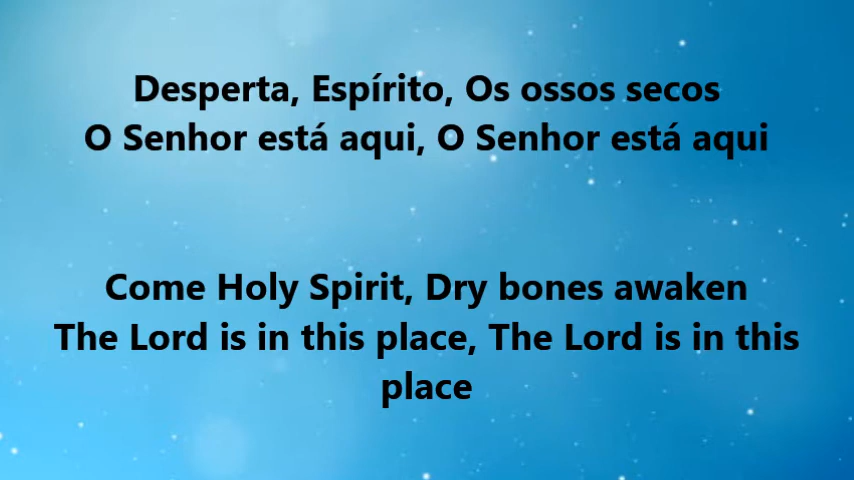 Desperta, Espírito, Os ossos secos
O Senhor está aqui, O Senhor está aqui
Come Holy Spirit, Dry bones awaken
The Lord is in this place, The Lord is in this
place